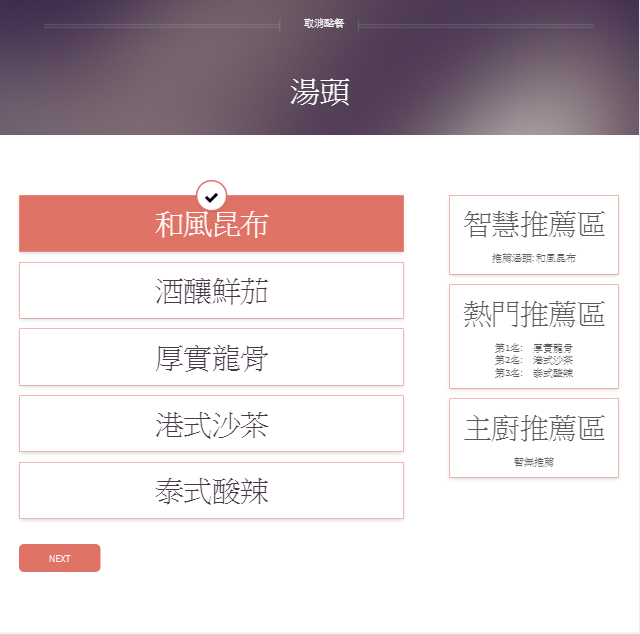 取消點餐
湯頭
和風昆布
酒釀鮮茄
厚實龍骨
港式沙茶
泰式酸辣
NEXT
智慧推薦區
推薦湯頭: 和風昆布
熱門推薦區
第1名: 厚實龍骨
第2名: 港式沙茶
第3名: 泰式酸辣
主廚推薦區
暫無推薦